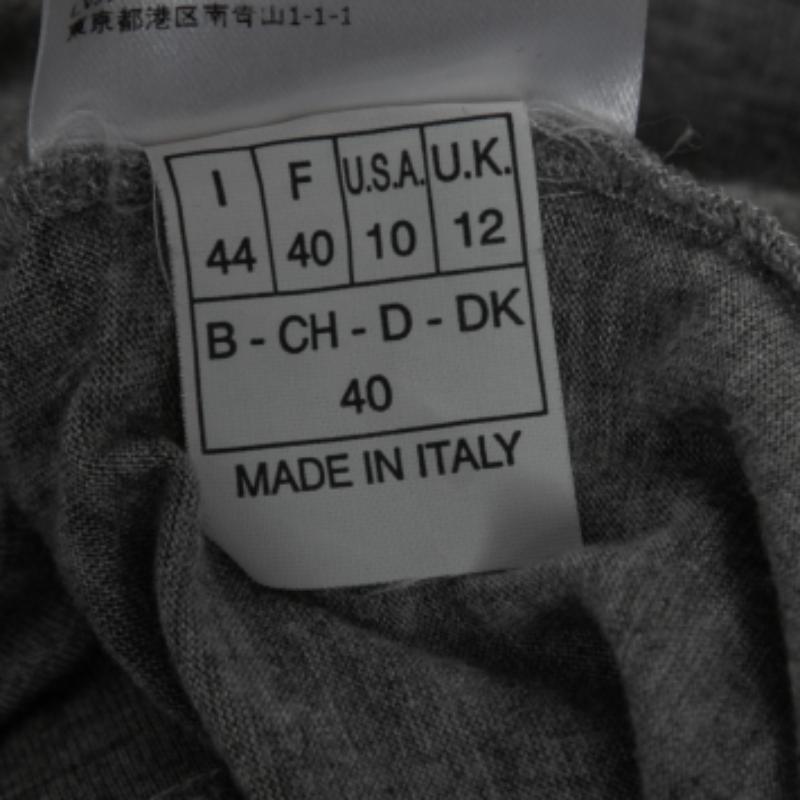 東京都港区南青山1-1-1
I F U.S.A. U.K.
44 40 10 12
B - CH - D - DK
40
MADE IN ITALY